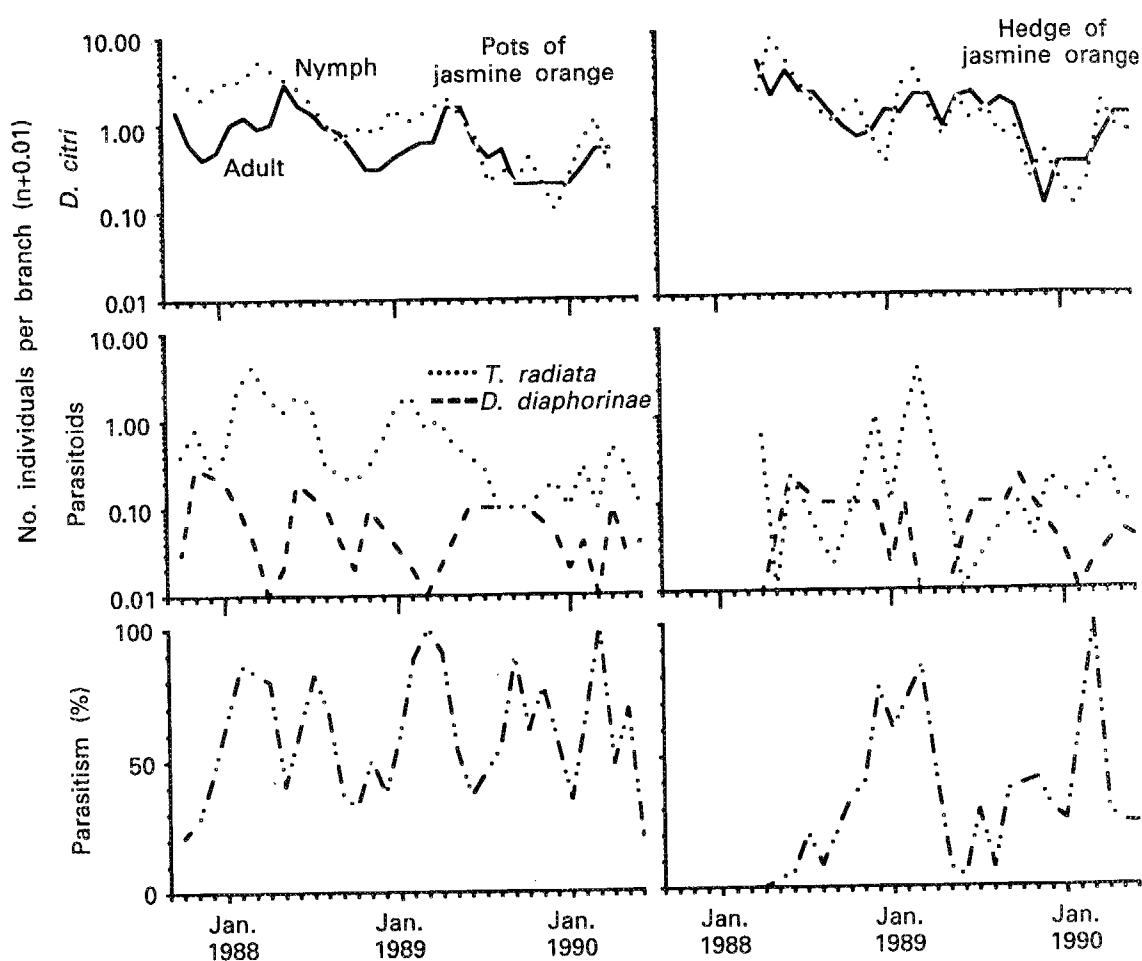 No. individuals per branch (n+0.01)
D. citri
10.00
1.00
0.10
0.01
Nymph
Adult
Pots of
jasmine orange
Hedge of
jasmine orange
Parasitoids
10.00
1.00
0.10
0.01
T. radiata
D. diaphorinae
Parasitism (%)
100
50
0
Jan.
1988
Jan.
1989
Jan.
1990
Jan.
1988
Jan.
1989
Jan.
1990